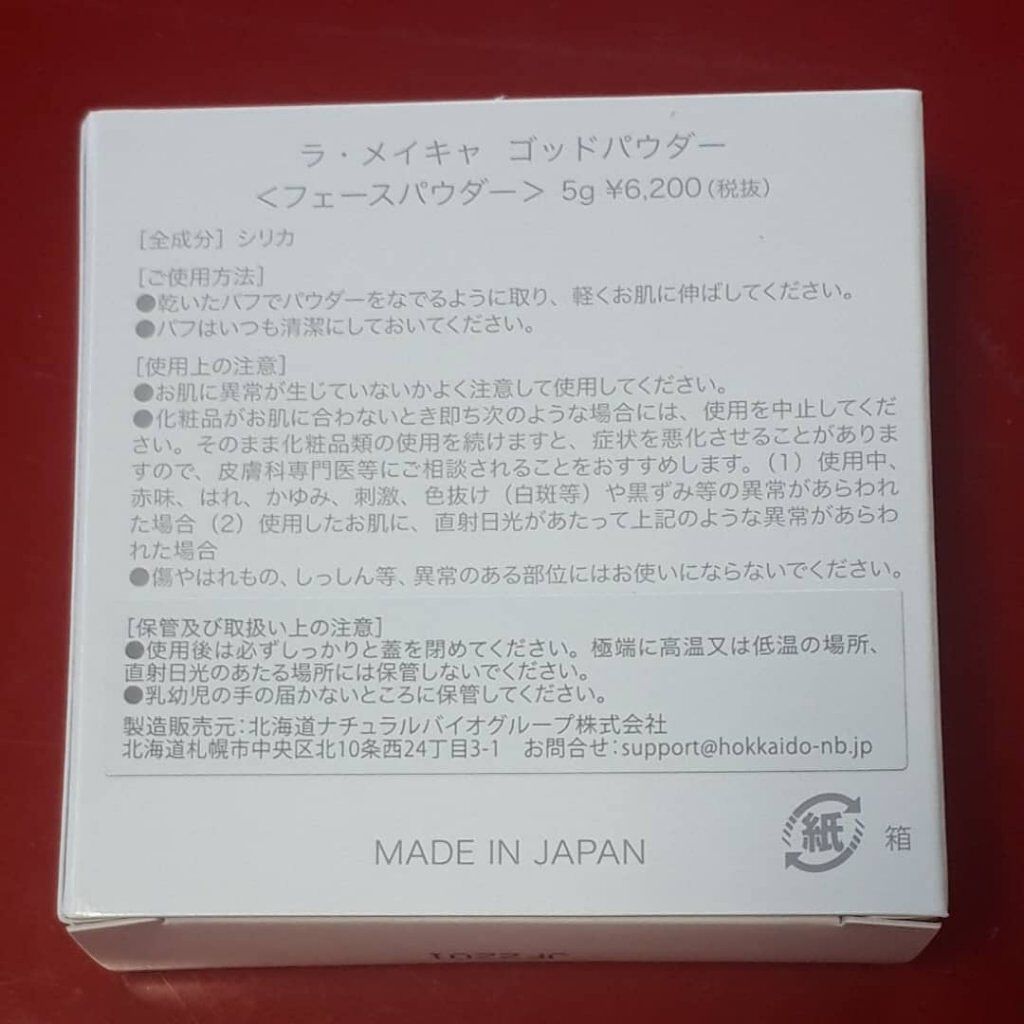 ラ・メイキャ ゴッドパウダー
＜フェースパウダー＞ 5g ¥6,200（税抜）
［全成分］シリカ
［ご使用方法］
●乾いたパフでパウダーをなでるように取り、軽くお肌に伸ばしてください。
●パフはいつも清潔にしておいてください。
［使用上の注意］
●お肌に異常が生じていないかよく注意して使用してください。
●化粧品がお肌に合わないとき即ち次のような場合には、使用を中止してくだ
さい。そのまま化粧品類の使用を続けますと、症状を悪化させることがありま
すので、皮膚科専門医等にご相談されることをおすすめします。（1）使用中、
赤味、はれ、かゆみ、刺激、色抜け（白斑等）や黒ずみ等の異常があらわれ
た場合（2）使用したお肌に、直射日光があたって上記のような異常があらわ
れた場合
●傷やはれもの、しっしん等、異常のある部位にはお使いにならないでください。
［保管及び取扱い上の注意］
●使用後は必ずしっかりと蓋を閉めてください。極端に高温又は低温の場所、
直射日光のあたる場所には保管しないでください。
●乳幼児の手の届かないところに保管してください。
製造販売元：北海道ナチュラルバイオグループ株式会社
北海道札幌市中央区北10条西24丁目3-1 お問合せ：support@hokkaido-nb.jp
紙 箱
MADE IN JAPAN